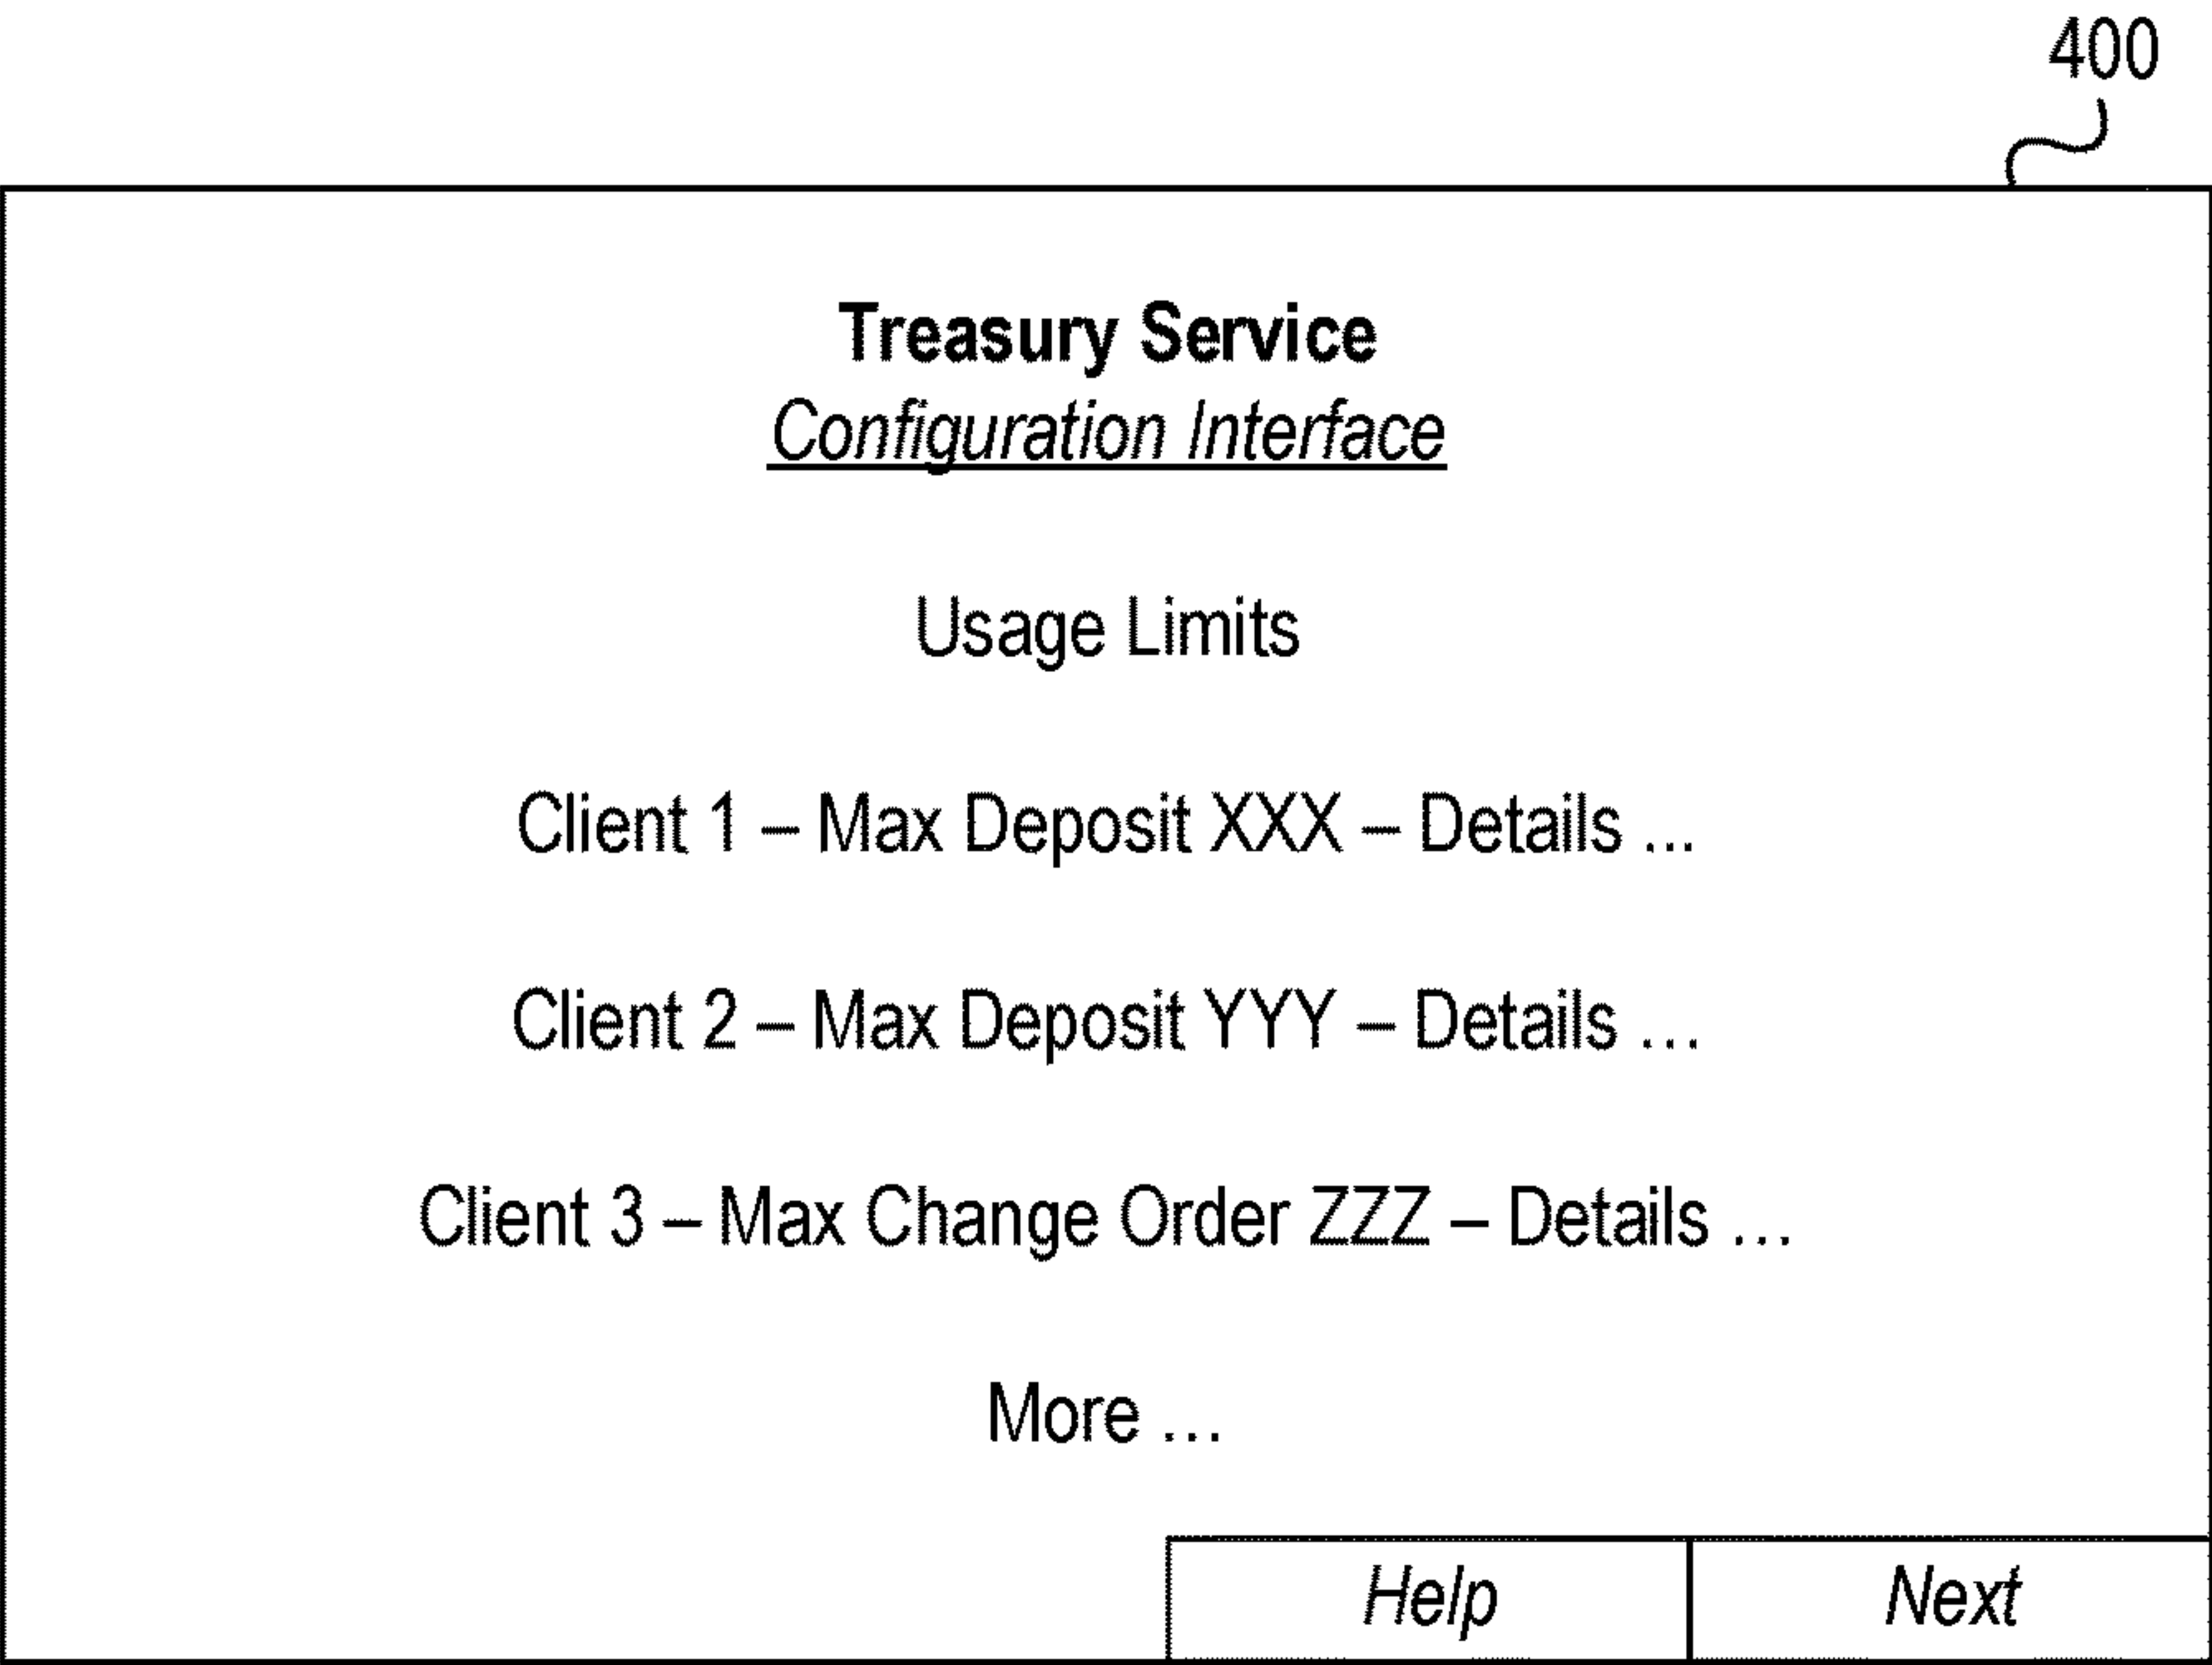 400
Treasury Service
Configuration Interface
Usage Limits
Client 1 – Max Deposit XXX – Details ...
Client 2 – Max Deposit YYY – Details ...
Client 3 – Max Change Order ZZZ – Details ...
More ...
Help Next